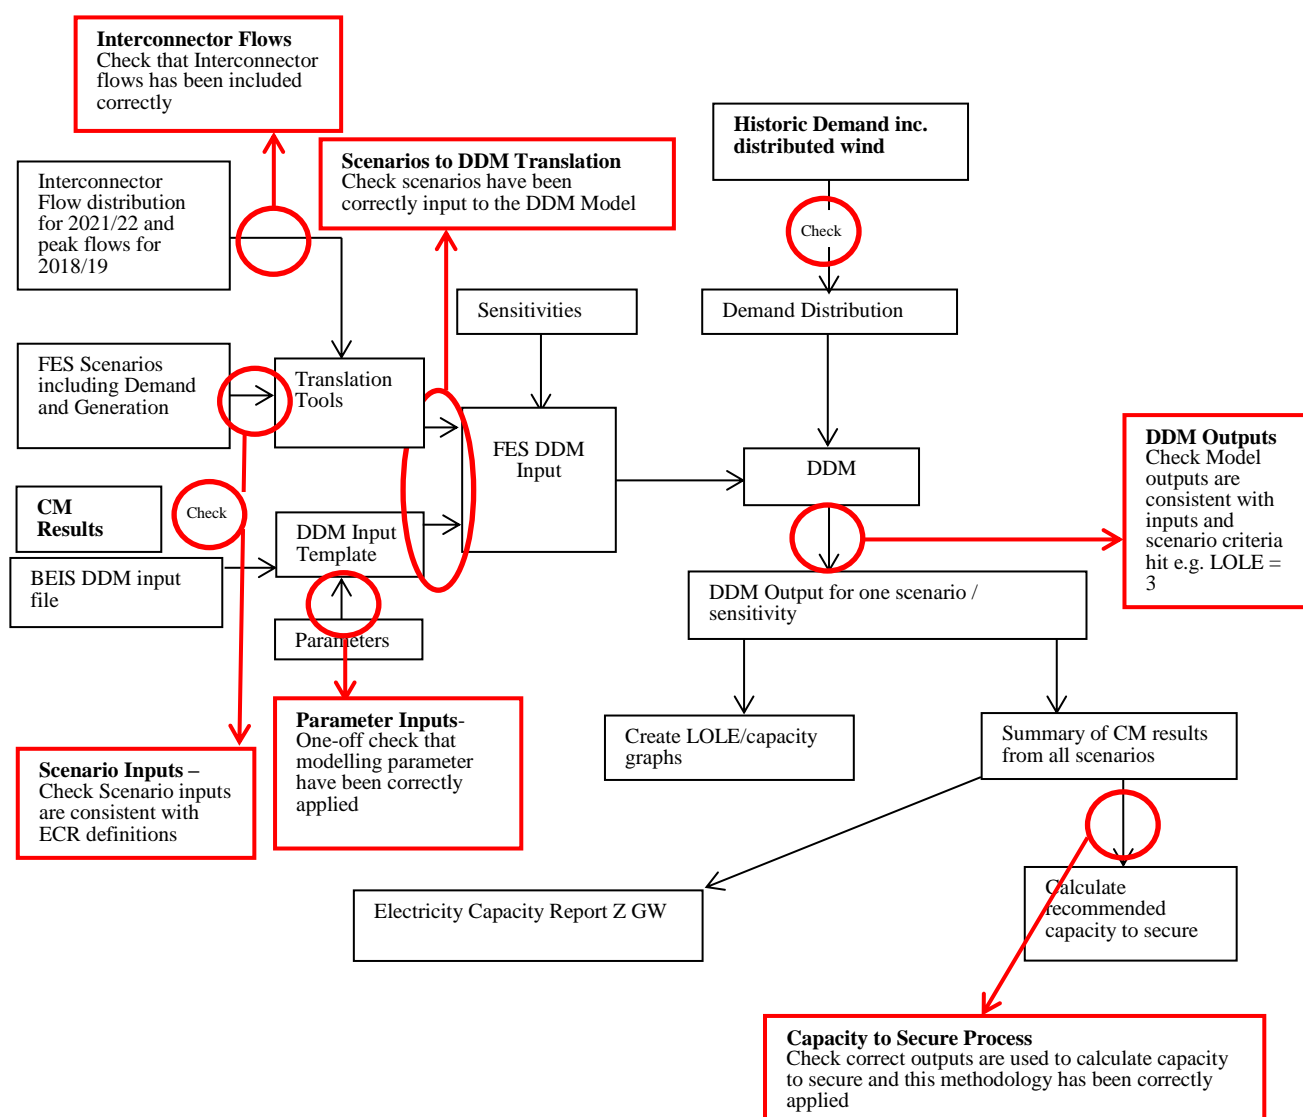 Interconnector Flows
Check that Interconnector
flows has been included
correctly
Historic Demand inc.
distributed wind
Scenarios to DDM Translation
Check scenarios have been
correctly input to the DDM Model
Interconnector
Flow distribution
for 2021/22 and
peak flows for
2018/19
Check
Sensitivities
Demand Distribution
FES Scenarios
including Demand
and Generation
Translation
Tools
FES DDM
Input
DDM
DDM Outputs
Check Model
outputs are
consistent with
inputs and
scenario criteria
hit e.g. LOLE =
3
CM
Results
Check
DDM Input
Template
BEIS DDM input
file
DDM Output for one scenario /
sensitivity
Parameters
Parameter Inputs-
One-off check that
modelling parameter
have been correctly
applied
Create LOLE/capacity
graphs
Summary of CM results
from all scenarios
Scenario Inputs –
Check Scenario inputs
are consistent with
ECR definitions
Electricity Capacity Report Z GW
Calculate
recommended
capacity to secure
Capacity to Secure Process
Check correct outputs are used to calculate capacity
to secure and this methodology has been correctly
applied